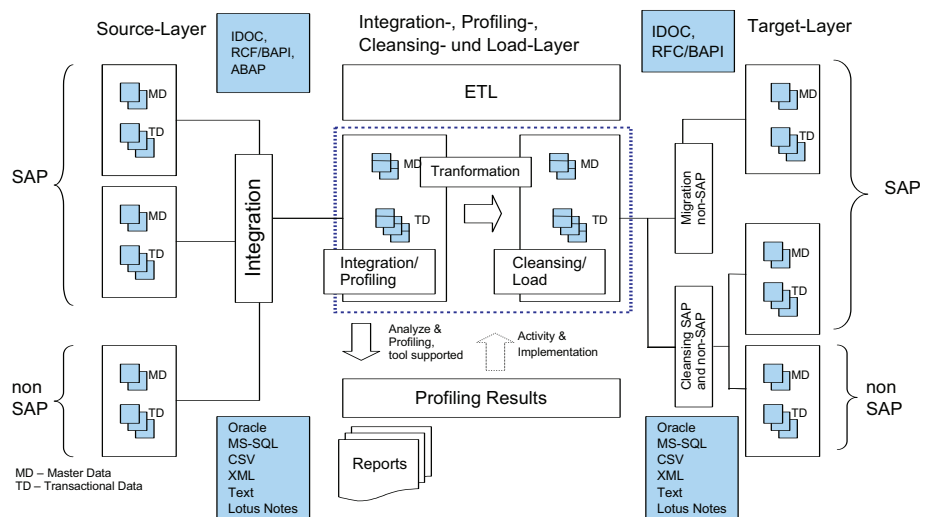 Source-Layer
IDOC,
RCF/BAPI,
ABAP
Integration-, Profiling-,
Cleansing- und Load-Layer
IDOC,
RFC/BAPI
Target-Layer
ETL
SAP
MD
TD
MD
TD
Integration
MD
TD
Integration/
Profiling
Tranformation
MD
TD
Cleansing/
Load
Migration
non-SAP
Cleansing SAP
and non-SAP
MD
TD
MD
TD
SAP
Analyze &
Profiling,
tool supported
Activity &
Implementation
non
SAP
MD
TD
Profiling Results
MD
TD
non
SAP
Oracle
MS-SQL
CSV
XML
Text
Lotus Notes
Reports
Oracle
MS-SQL
CSV
XML
Text
Lotus Notes
MD – Master Data
TD – Transactional Data